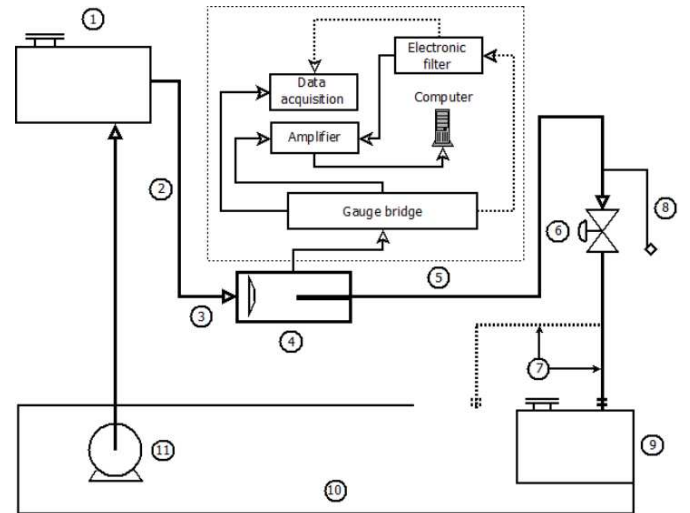 1
Electronic
filter
Data
acquisition
Computer
Amplifier
2
8
6
Gauge bridge
5
3
4
7
11
9
10